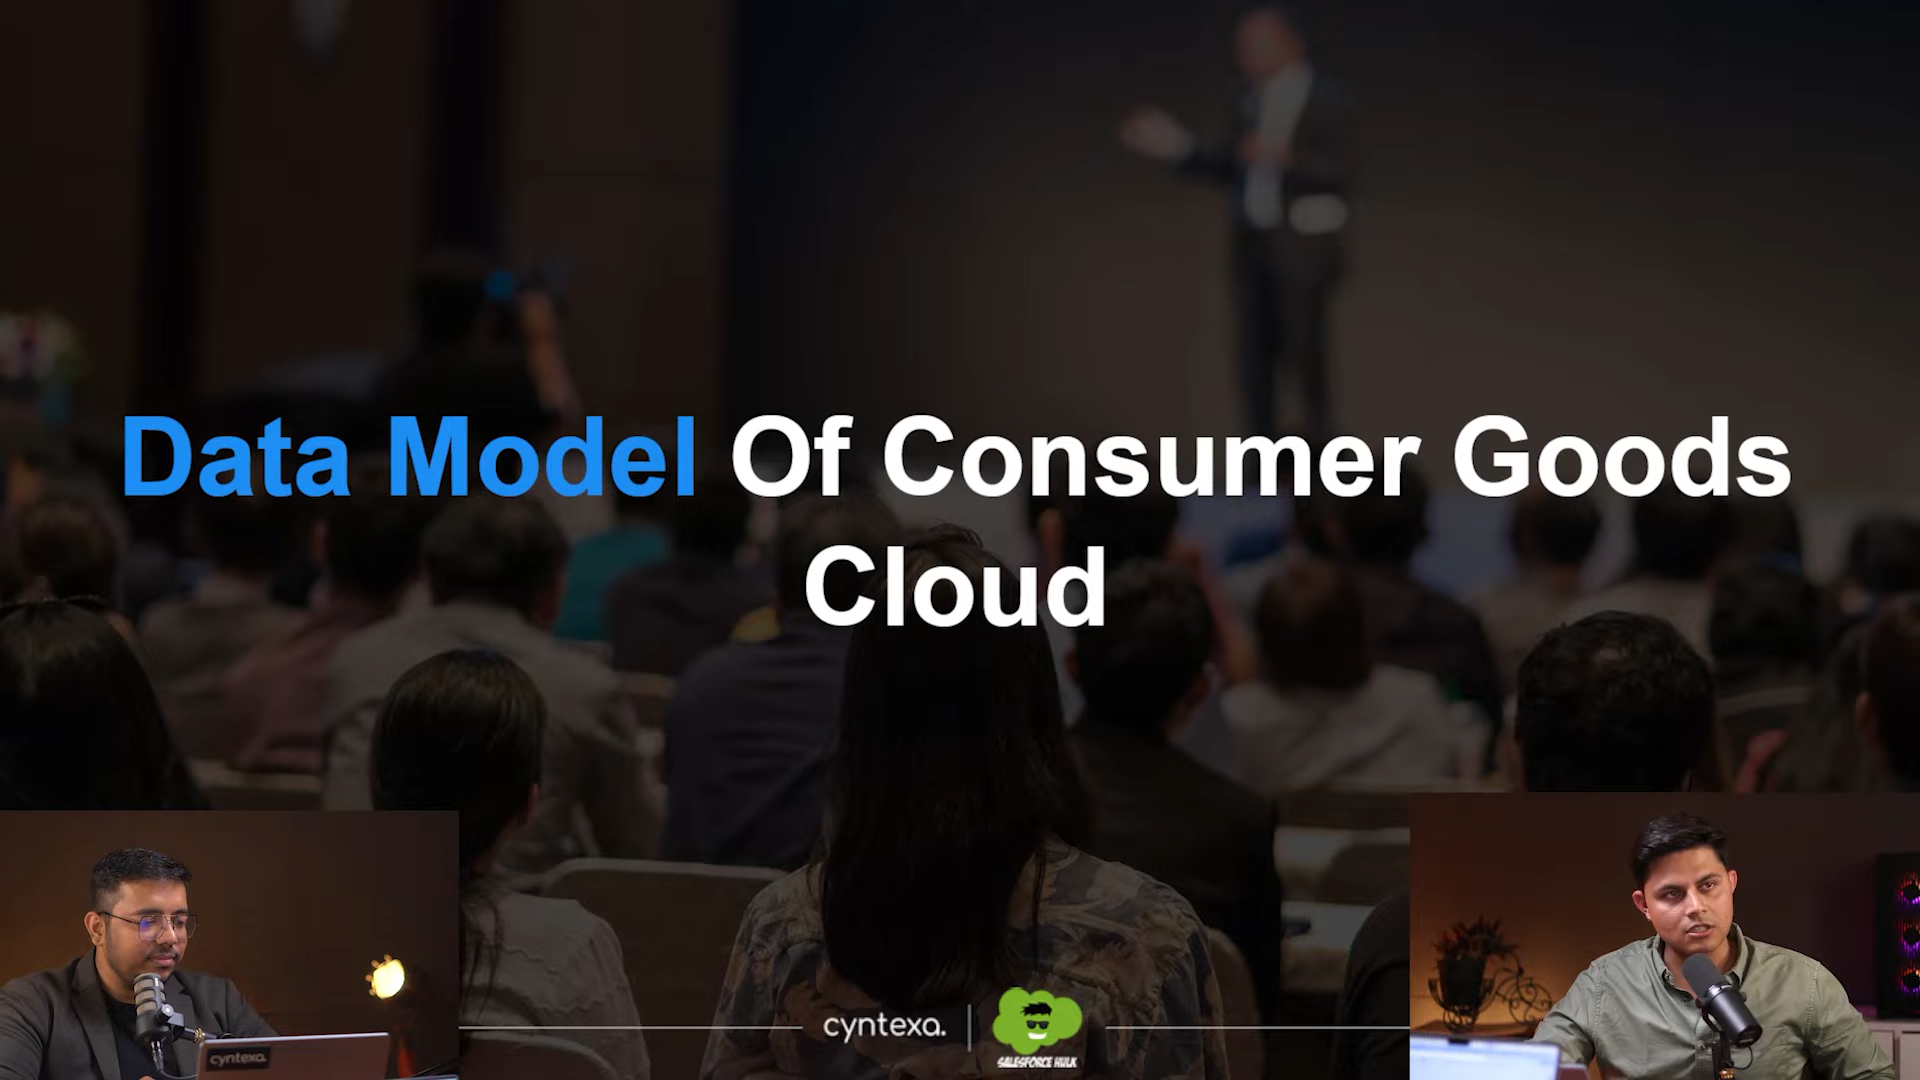 Data Model Of Consumer Goods
Cloud
cyntexa.
cyntexa.
SALESFORCE HULK